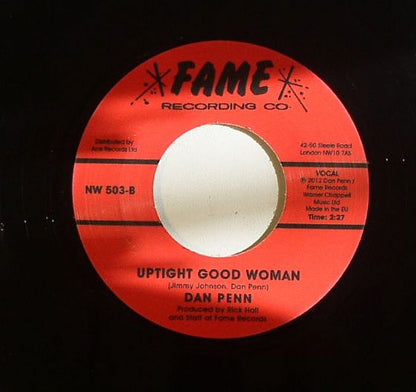 FAME
RECORDING CO.
Distributed by
Ace Records Ltd
42-50 Steele Road
London NW10 7AS
NW 503-B
VOCAL
℗ 2012 Dan Penn /
Fame Records
Warner Chappell
Music Ltd
Made in the EU
Time: 2:27
UPTIGHT GOOD WOMAN
(Jimmy Johnson, Dan Penn)
DAN PENN
Produced by Rick Hall
and Staff at Fame Records